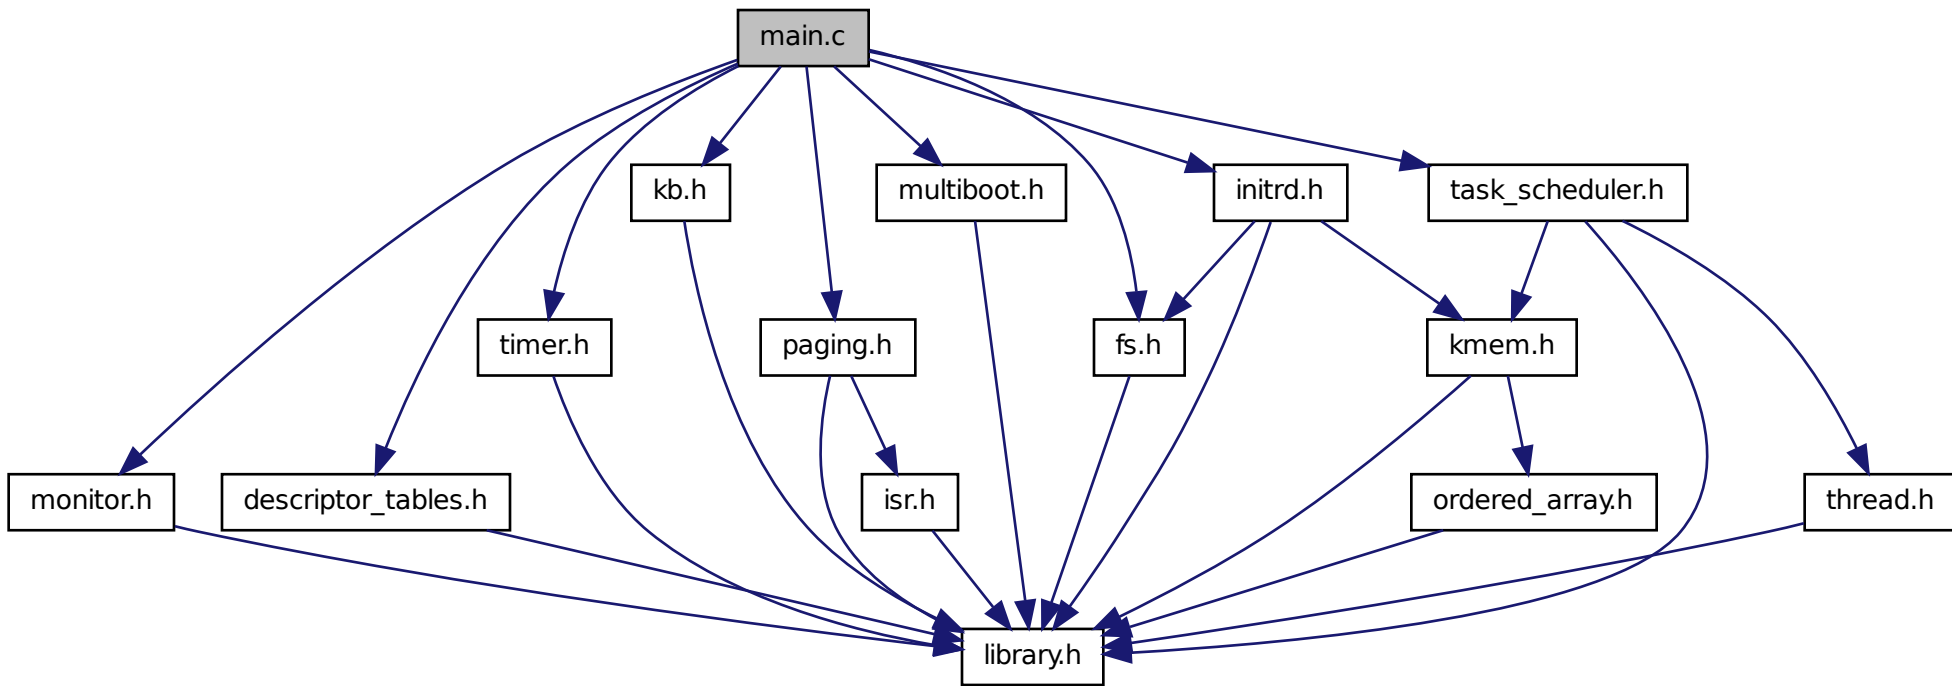 main.c
kb.h
multiboot.h
initrd.h
task_scheduler.h
timer.h
paging.h
fs.h
kmem.h
monitor.h
descriptor_tables.h
isr.h
ordered_array.h
thread.h
library.h